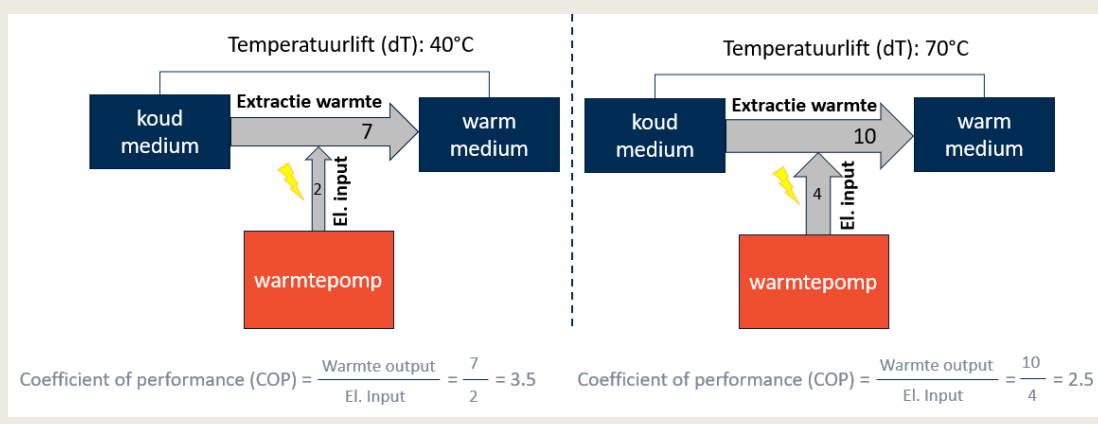 Temperatuurlift (dT): 40°C
koud
medium
Extractie warmte
7
warm
medium
2
El. input
warmtepomp
Coefficient of performance (COP) = Warmte output / El. Input = 7 / 2 = 3.5
Temperatuurlift (dT): 70°C
koud
medium
Extractie warmte
10
warm
medium
4
El. input
warmtepomp
Coefficient of performance (COP) = Warmte output / El. Input = 10 / 4 = 2.5